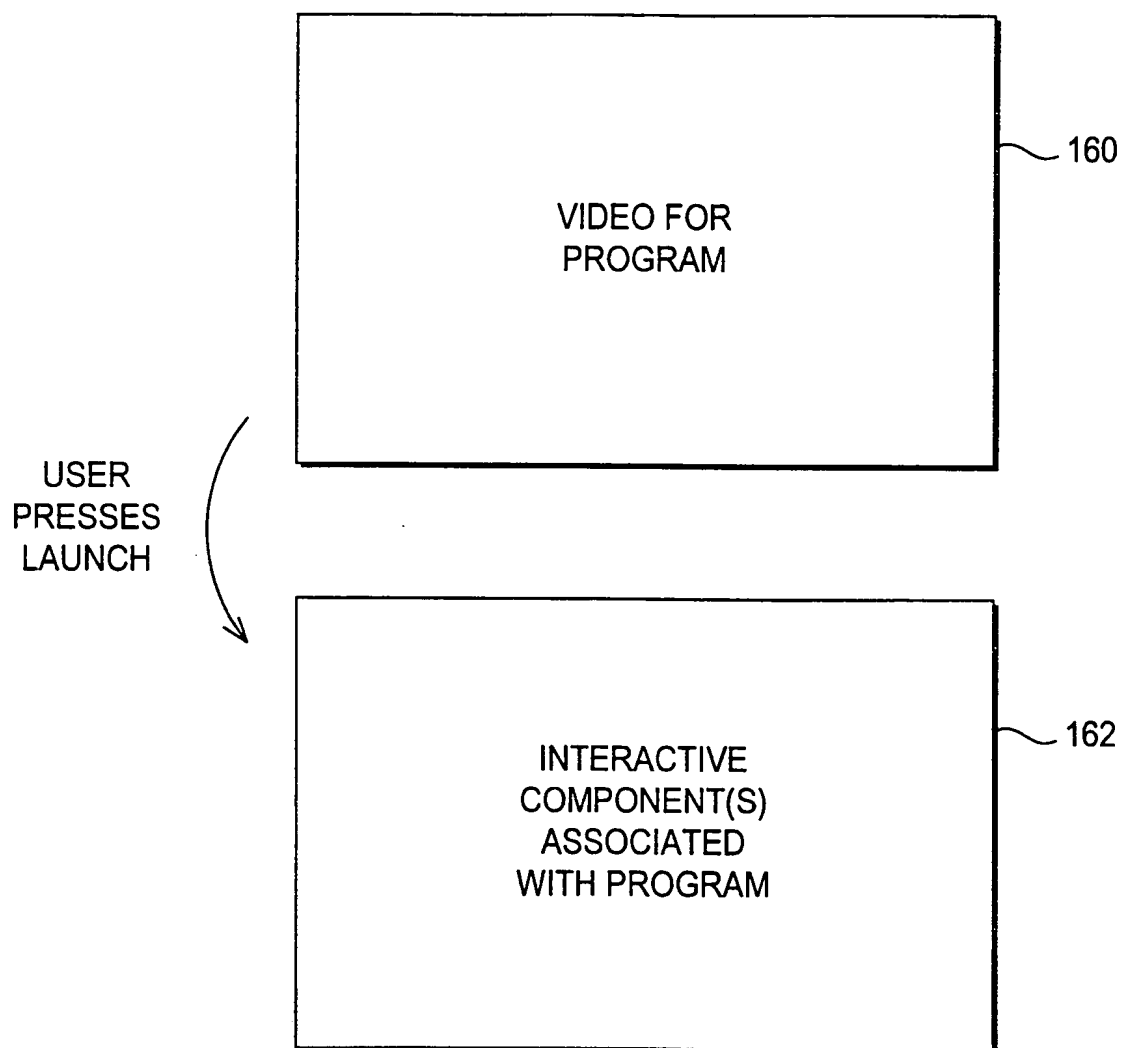 VIDEO FOR
PROGRAM
160
USER
PRESSES
LAUNCH
INTERACTIVE
COMPONENT(S)
ASSOCIATED
WITH PROGRAM
162